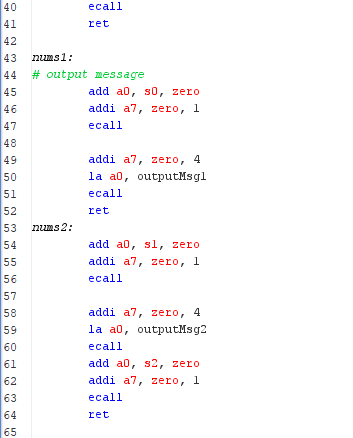 40 ecall
41 ret
42
43 nums1:
44 # output message
45 add a0, s0, zero
46 addi a7, zero, 1
47 ecall
48
49 addi a7, zero, 4
50 la a0, outputMsg1
51 ecall
52 ret
53 nums2:
54 add a0, s1, zero
55 addi a7, zero, 1
56 ecall
57
58 addi a7, zero, 4
59 la a0, outputMsg2
60 ecall
61 add a0, s2, zero
62 addi a7, zero, 1
63 ecall
64 ret
65